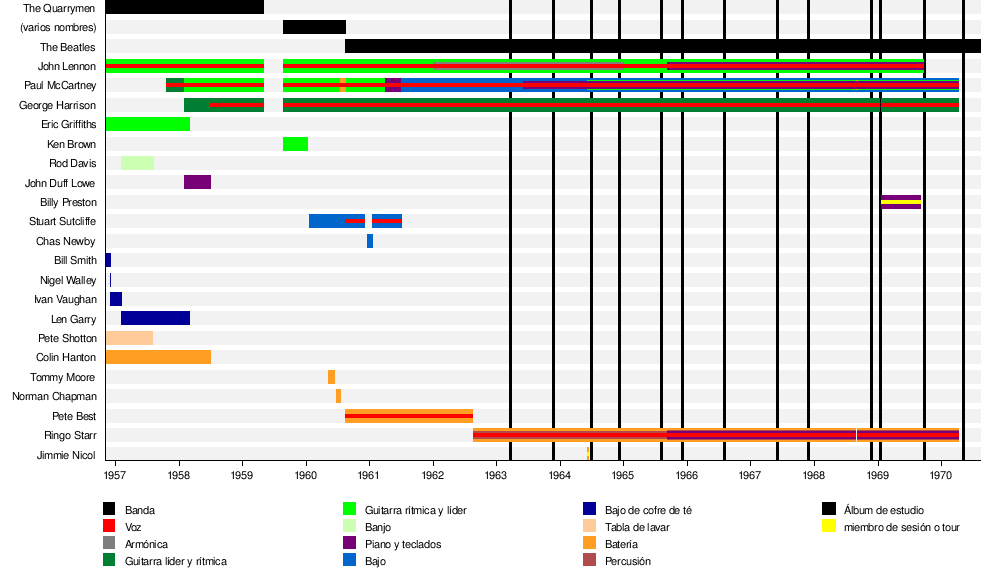 The Quarrymen
(varios nombres)
The Beatles
John Lennon
Paul McCartney
George Harrison
Eric Griffiths
Ken Brown
Rod Davis
John Duff Lowe
Billy Preston
Stuart Sutcliffe
Chas Newby
Bill Smith
Nigel Walley
Ivan Vaughan
Len Garry
Pete Shotton
Colin Hanton
Tommy Moore
Norman Chapman
Pete Best
Ringo Starr
Jimmie Nicol
1957 1958 1959 1960 1961 1962 1963 1964 1965 1966 1967 1968 1969 1970
Banda
Voz
Armónica
Guitarra líder y rítmica
Guitarra rítmica y líder
Banjo
Piano y teclados
Bajo
Bajo de cofre de té
Tabla de lavar
Batería
Percusión
Álbum de estudio
miembro de sesión o tour